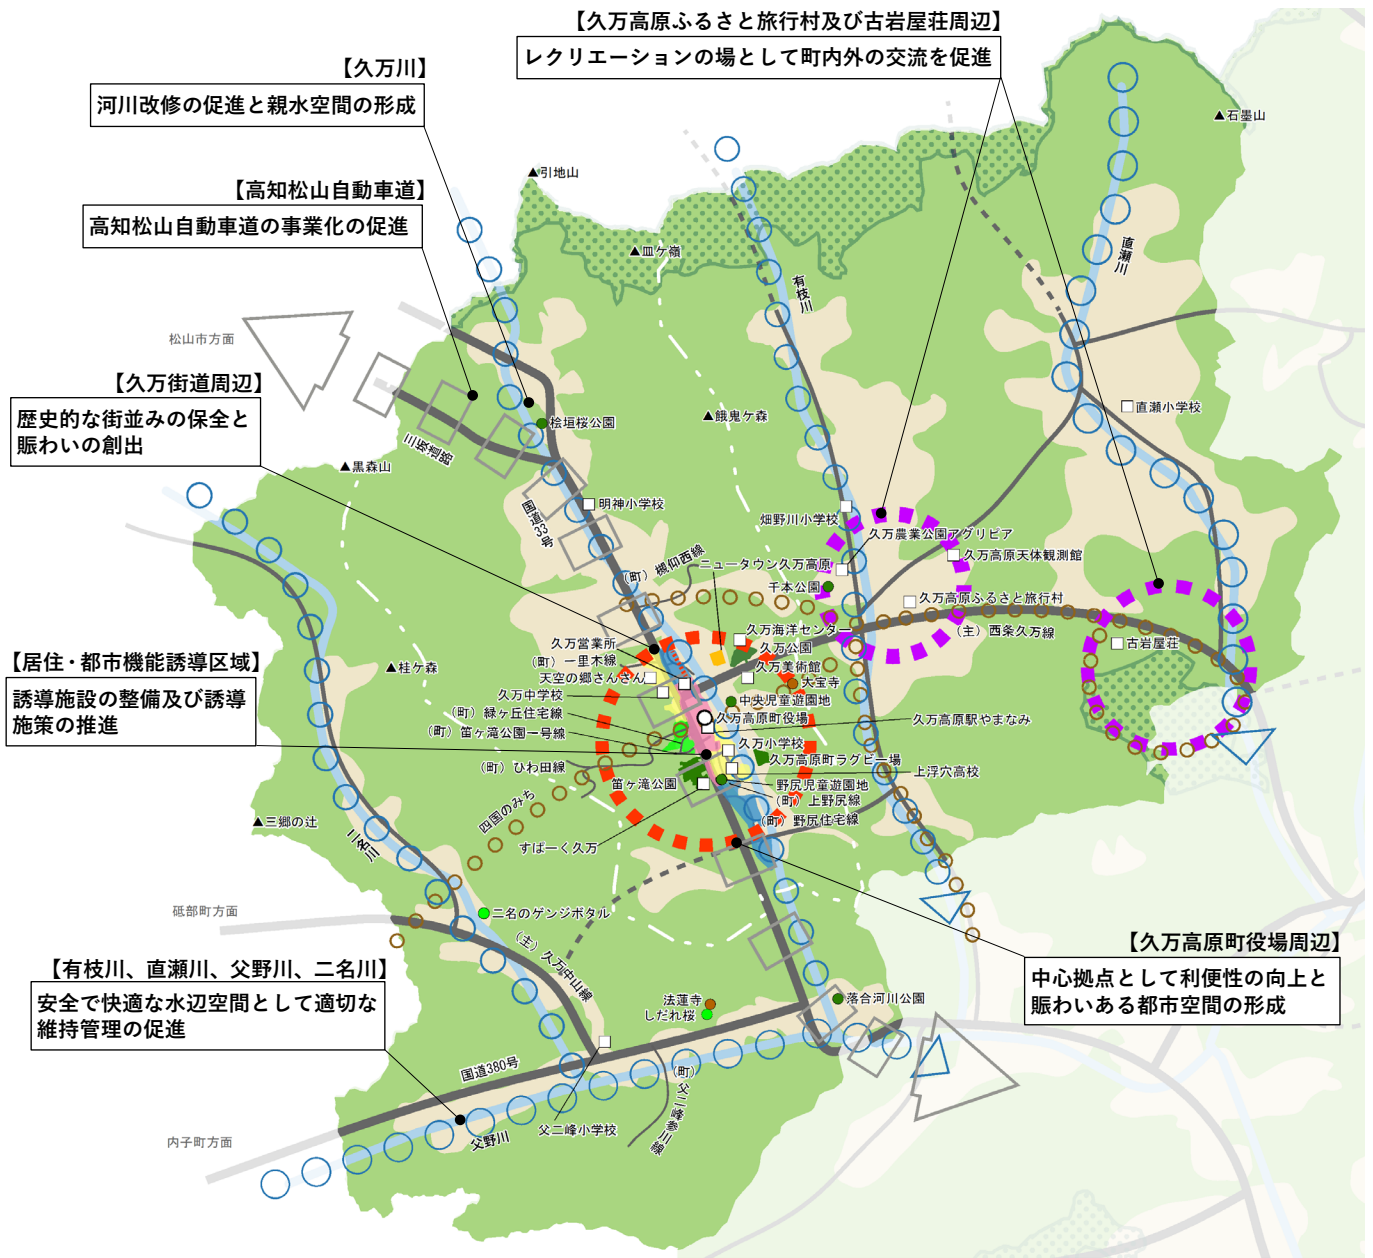 【久万高原ふるさと旅行村及び古岩屋荘周辺】
レクリエーションの場として町内外の交流を促進
【久万川】
河川改修の促進と親水空間の形成
【高知松山自動車道】
高知松山自動車道の事業化の促進
【久万街道周辺】
歴史的な街並みの保全と
賑わいの創出
【居住・都市機能誘導区域】
誘導施設の整備及び誘導
施策の推進
【有枝川、直瀬川、父野川、二名川】
安全で快適な水辺空間として適切な
維持管理の促進
【久万高原町役場周辺】
中心拠点として利便性の向上と
賑わいある都市空間の形成
▲石墨山
▲引地山
▲皿ケ嶺
直瀬川
有枝川
松山市方面
直瀬小学校
▲餓鬼ケ森
桧垣桜公園
三坂道路
▲黒森山
国道33号
明神小学校
畑野川小学校
久万農業公園アグリピア
久万高原天体観測館
(町)槻仰西線
ニュータウン久万高原
千本公園
久万高原ふるさと旅行村
(主)西条久万線
古岩屋荘
久万海洋センター
久万公園
久万美術館
久万営業所
(町)一里木線
天空の郷さんさん
久万中学校
大宝寺
中央児童遊園地
▲桂ケ森
(町)緑ヶ丘住宅線
(町)笛ヶ滝公園一号線
久万高原町役場
久万高原駅やまなみ
久万小学校
久万高原町ラグビー場
(町)ひわ田線
上浮穴高校
笛ヶ滝公園
野尻児童遊園地
(町)上野尻線
(町)野尻住宅線
四国のみち
すぱーく久万
▲三郷の辻
二名川
砥部町方面
二名のゲンジボタル
(主)久万中山線
法蓮寺
しだれ桜
落合河川公園
国道380号
(町)父二峰参川線
父二峰小学校
父野川
内子町方面